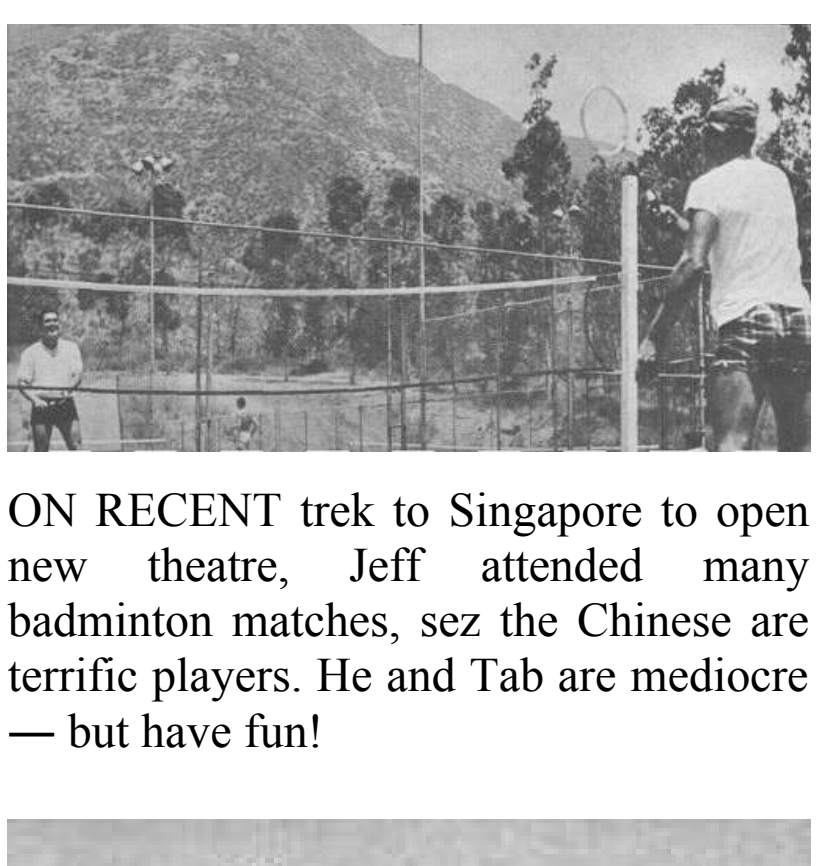 ON RECENT trek to Singapore to open
new theatre, Jeff attended many
badminton matches, sez the Chinese are
terrific players. He and Tab are mediocre
— but have fun!